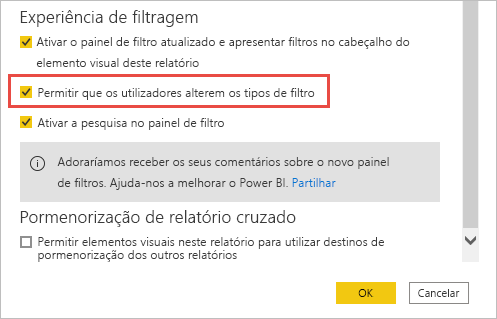 Experiência de filtragem
Ativar o painel de filtro atualizado e apresentar filtros no cabeçalho do
elemento visual deste relatório
Permitir que os utilizadores alterem os tipos de filtro
Ativar a pesquisa no painel de filtro
Adoraríamos receber os seus comentários sobre o novo painel
de filtros. Ajuda-nos a melhorar o Power BI. Partilhar
Pormenorização de relatório cruzado
Permitir elementos visuais neste relatório para utilizar destinos de
pormenorização dos outros relatórios
OK
Cancelar